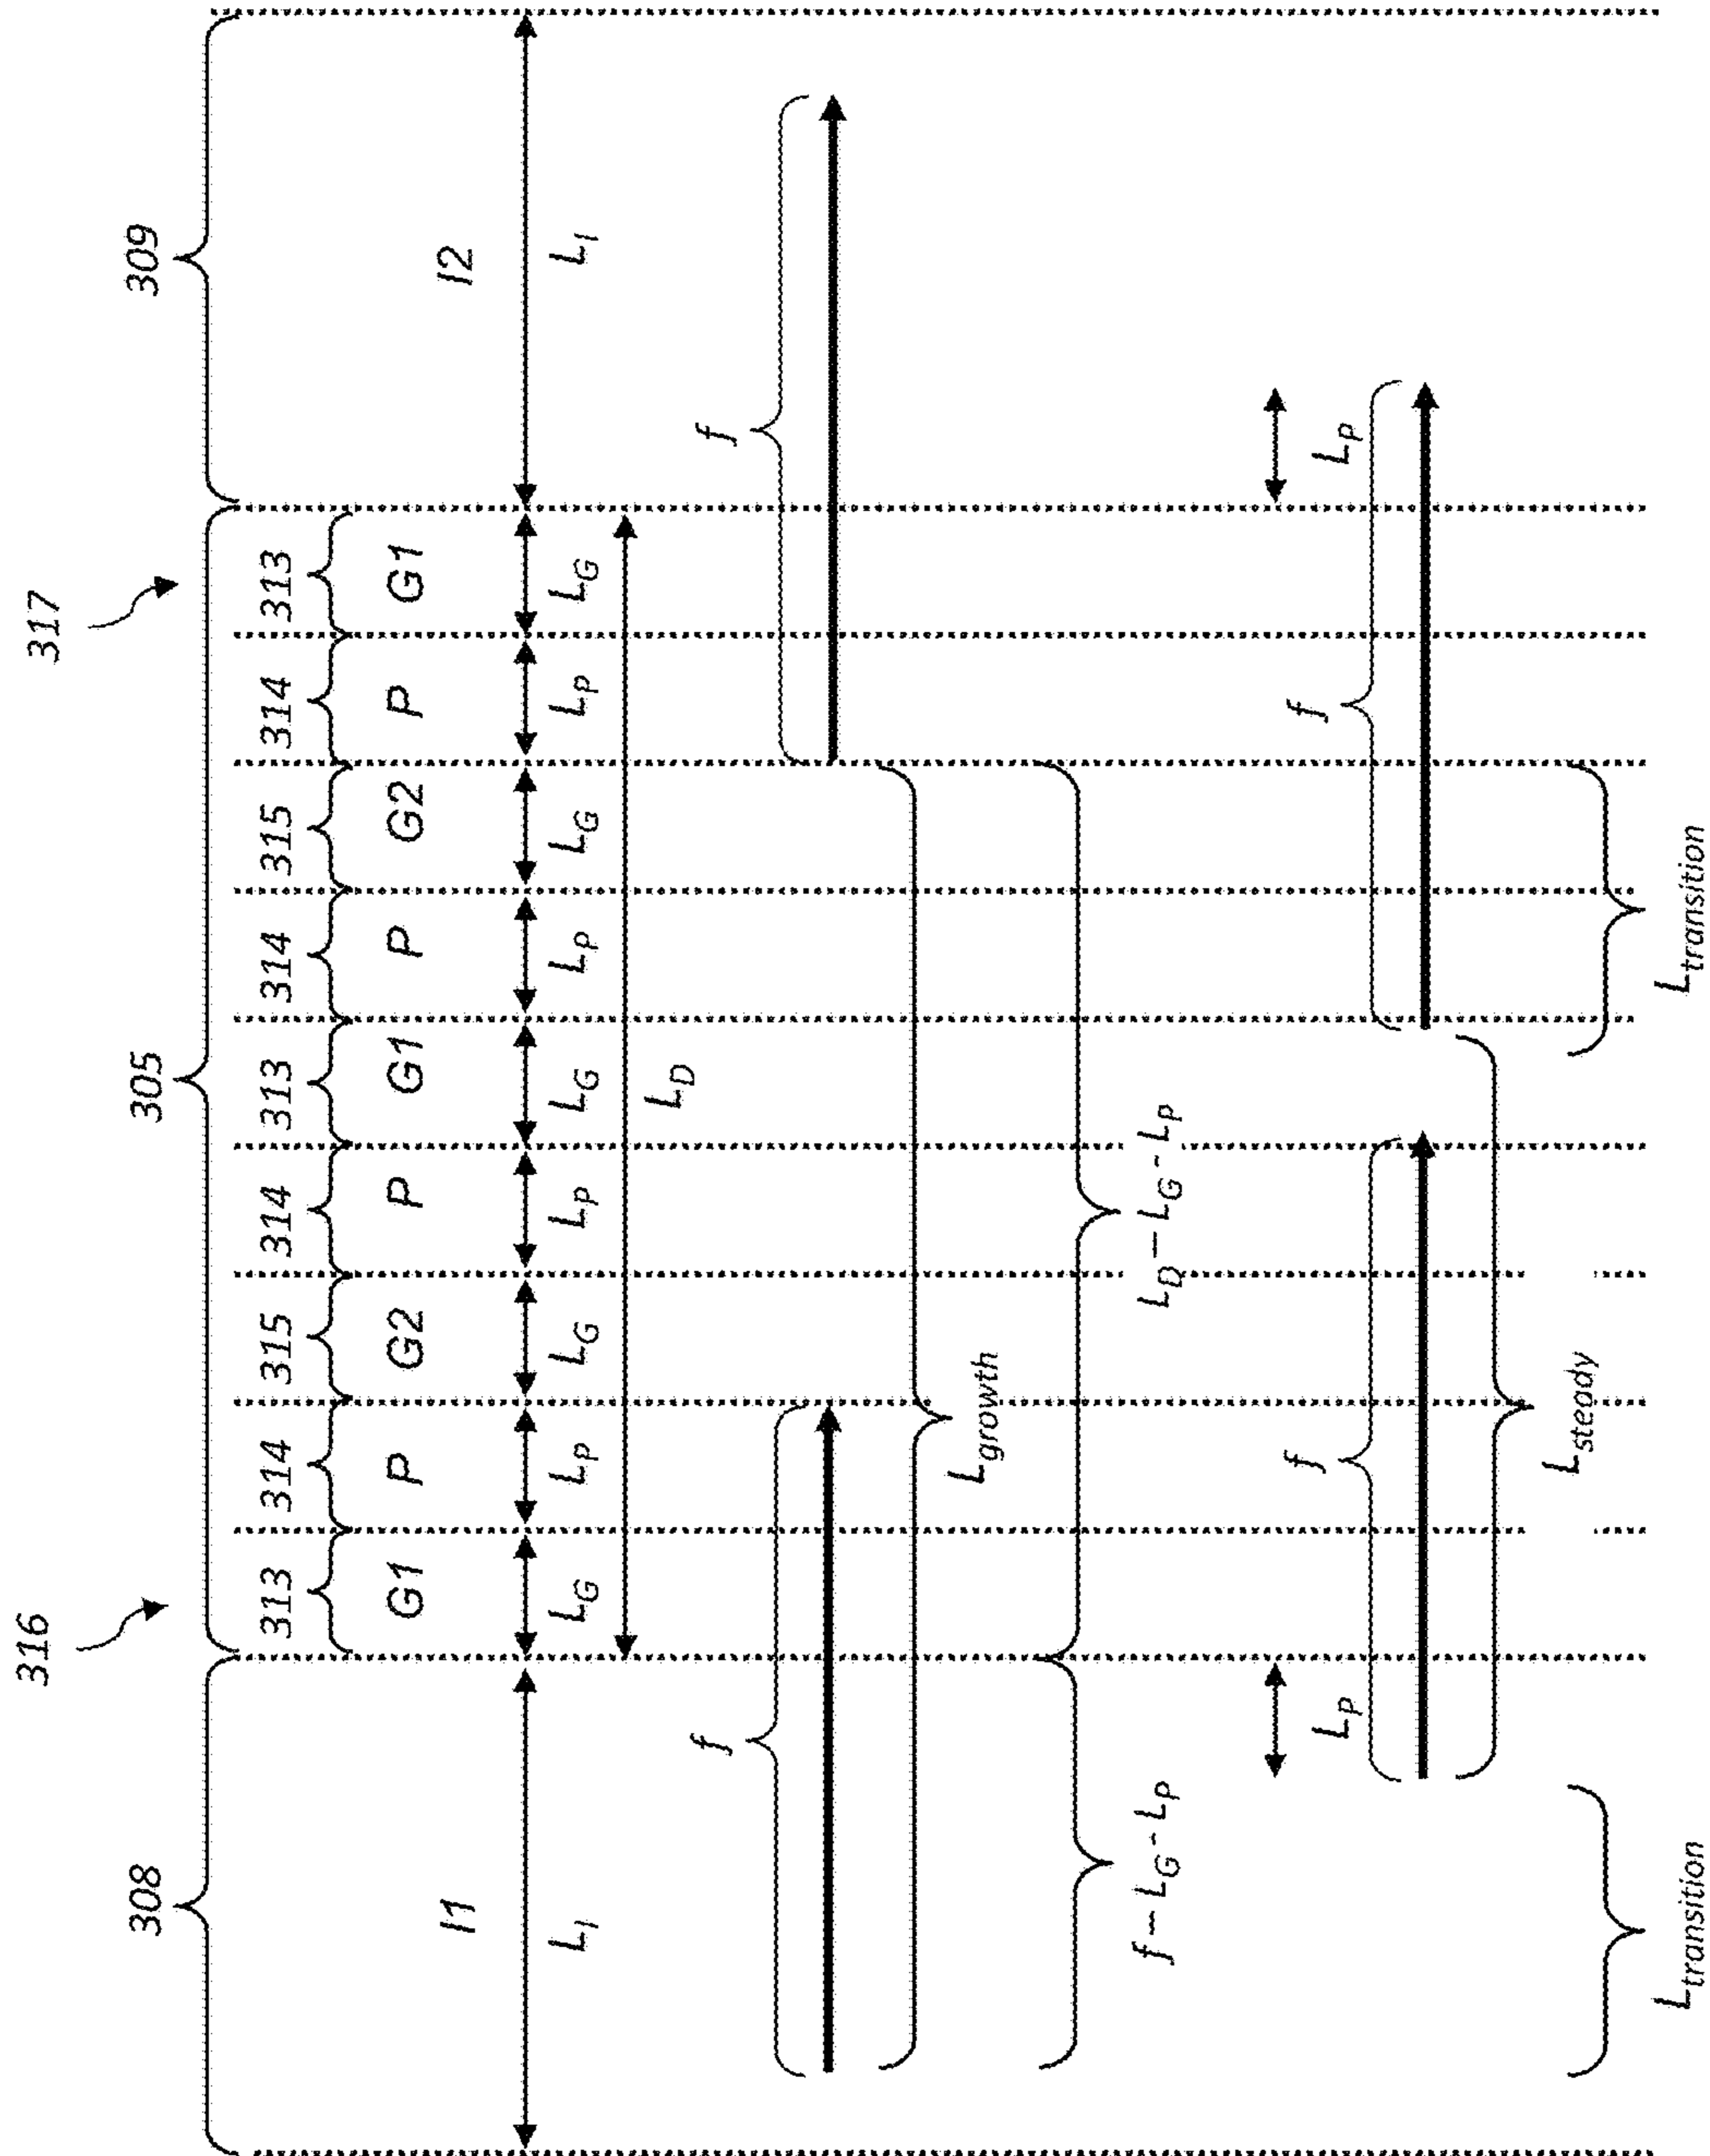 316
317
308
305
309
313
314
315
314
313
314
315
314
313
I1
G1
P
G2
P
G1
P
G2
P
G1
I2
L_I
L_G
L_P
L_G
L_P
L_G
L_P
L_G
L_P
L_G
L_I
L_D
f
f
L_growth
f – L_G - L_P
L_D – L_G - L_P
L_P
L_P
f
f
L_steady
L_transition
L_transition